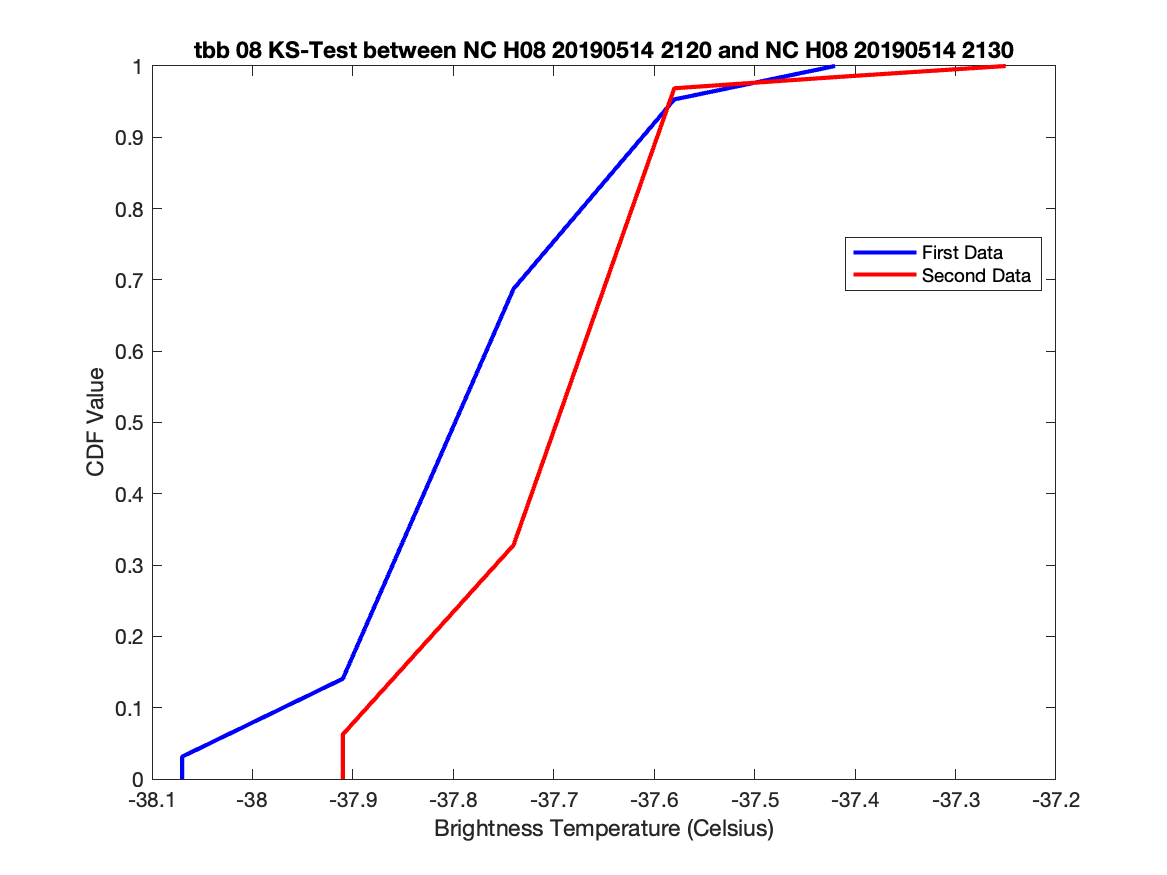 tbb 08 KS-Test between NC H08 20190514 2120 and NC H08 20190514 2130
1
0.9
0.8
0.7
0.6
0.5
0.4
0.3
0.2
0.1
0
CDF Value
First Data
Second Data
-38.1 -38 -37.9 -37.8 -37.7 -37.6 -37.5 -37.4 -37.3 -37.2
Brightness Temperature (Celsius)